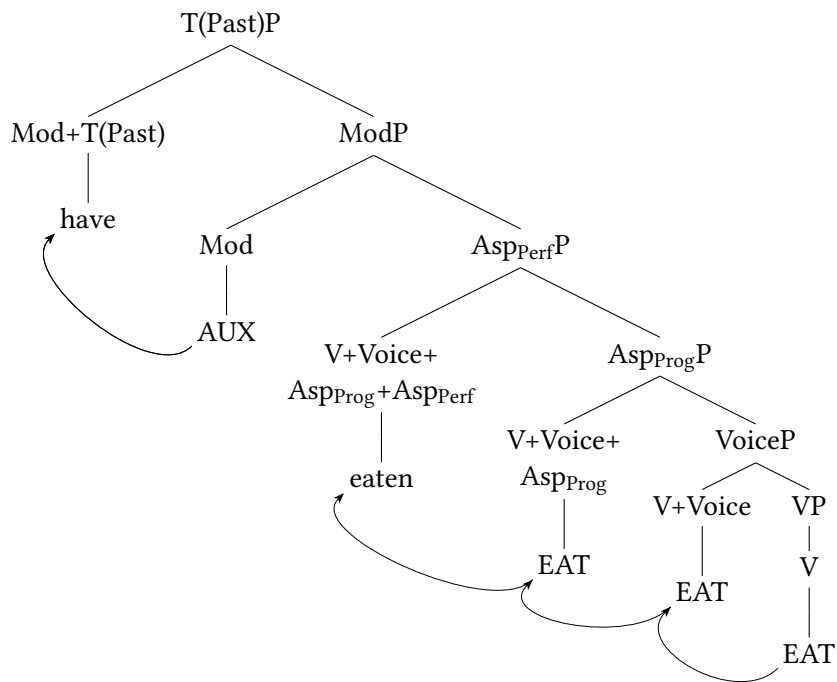 T(Past)P
Mod+T(Past) ModP
have
Mod AspPerfP
AUX
V+Voice+
AspProg+AspPerf
AspProgP
eaten
V+Voice+
AspProg
VoiceP
EAT
V+Voice VP
EAT
V
EAT